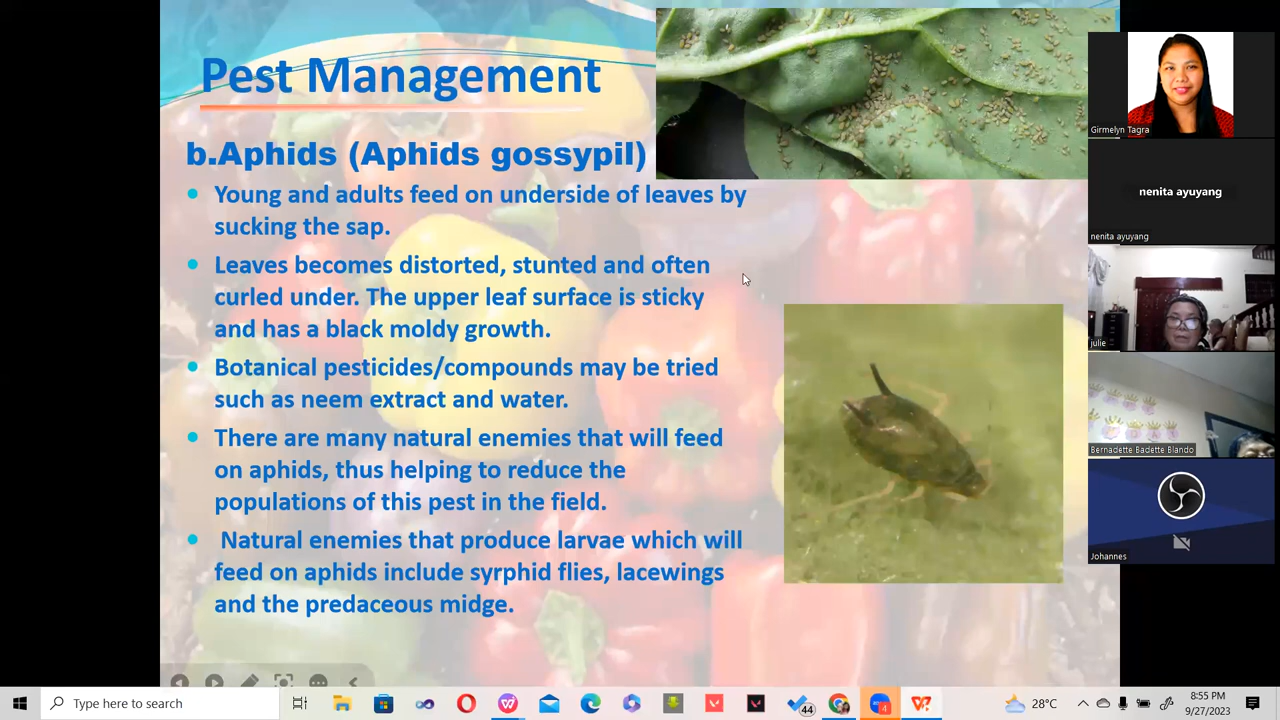 Pest Management
b.Aphids (Aphids gossypil)
Young and adults feed on underside of leaves by
sucking the sap.
Leaves becomes distorted, stunted and often
curled under. The upper leaf surface is sticky
and has a black moldy growth.
Botanical pesticides/compounds may be tried
such as neem extract and water.
There are many natural enemies that will feed
on aphids, thus helping to reduce the
populations of this pest in the field.
Natural enemies that produce larvae which will
feed on aphids include syrphid flies, lacewings
and the predaceous midge.
Girmelyn Tagra
nenita ayuyang
nenita ayuyang
julie
Bernadette Badette Blando
Johannes
Type here to search
44
4
28°C
8:55 PM
9/27/2023